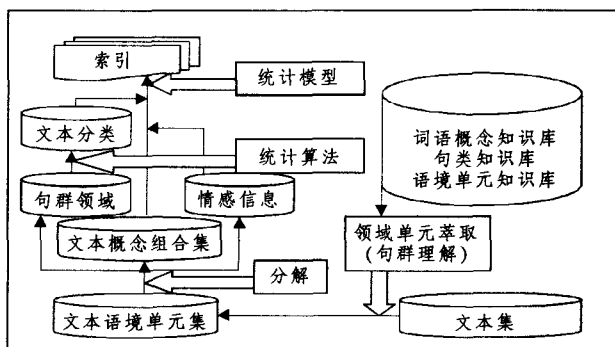 索引
统计模型
文本分类
词语概念知识库
句类知识库
语境单元知识库
统计算法
句群领域
情感信息
文本概念组合集
领域单元萃取
(句群理解)
分解
文本语境单元集
文本集